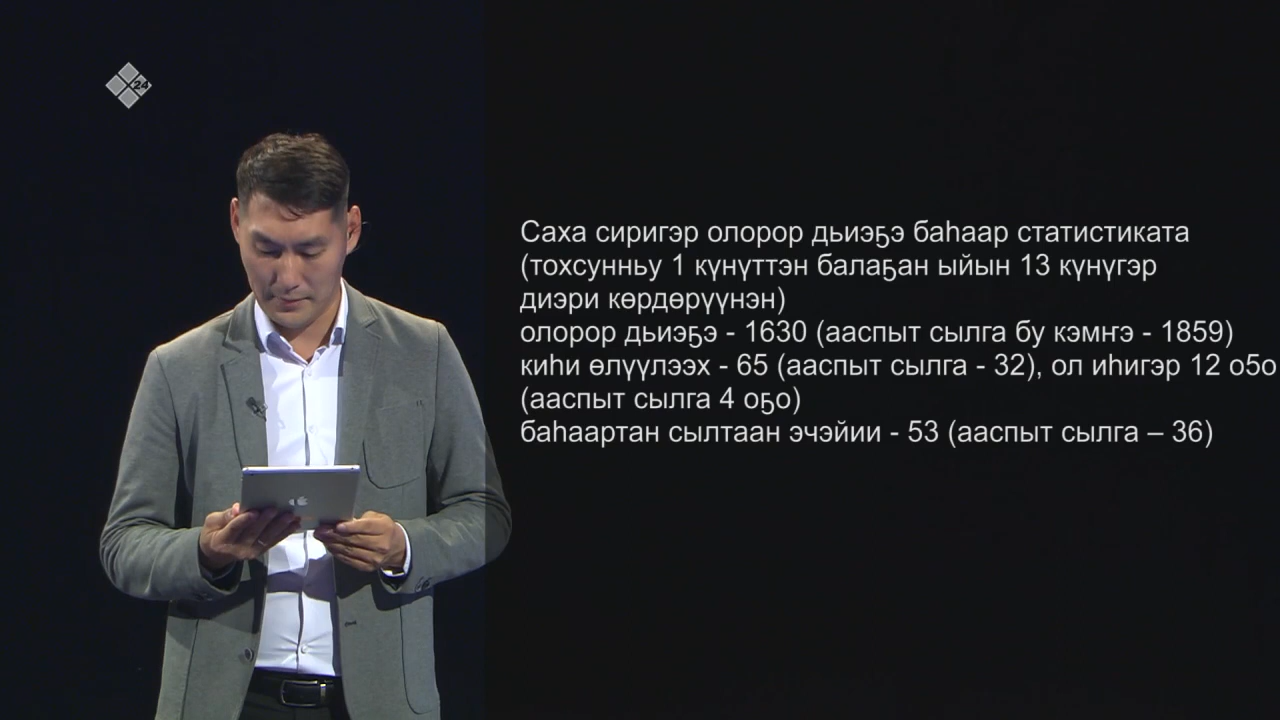 24
Саха сиригэр олорор дьиэҕэ баһаар статистиката
(тохсунньу 1 күнүттэн балаҕан ыйын 13 күнүгэр
диэри көрдөрүүнэн)
олорор дьиэҕэ - 1630 (ааспыт сылга бу кэмҥэ - 1859)
киһи өлүүлээх - 65 (ааспыт сылга - 32), ол иһигэр 12 о5о
(ааспыт сылга 4 оҕо)
баһаартан сылтаан эчэйии - 53 (ааспыт сылга – 36)